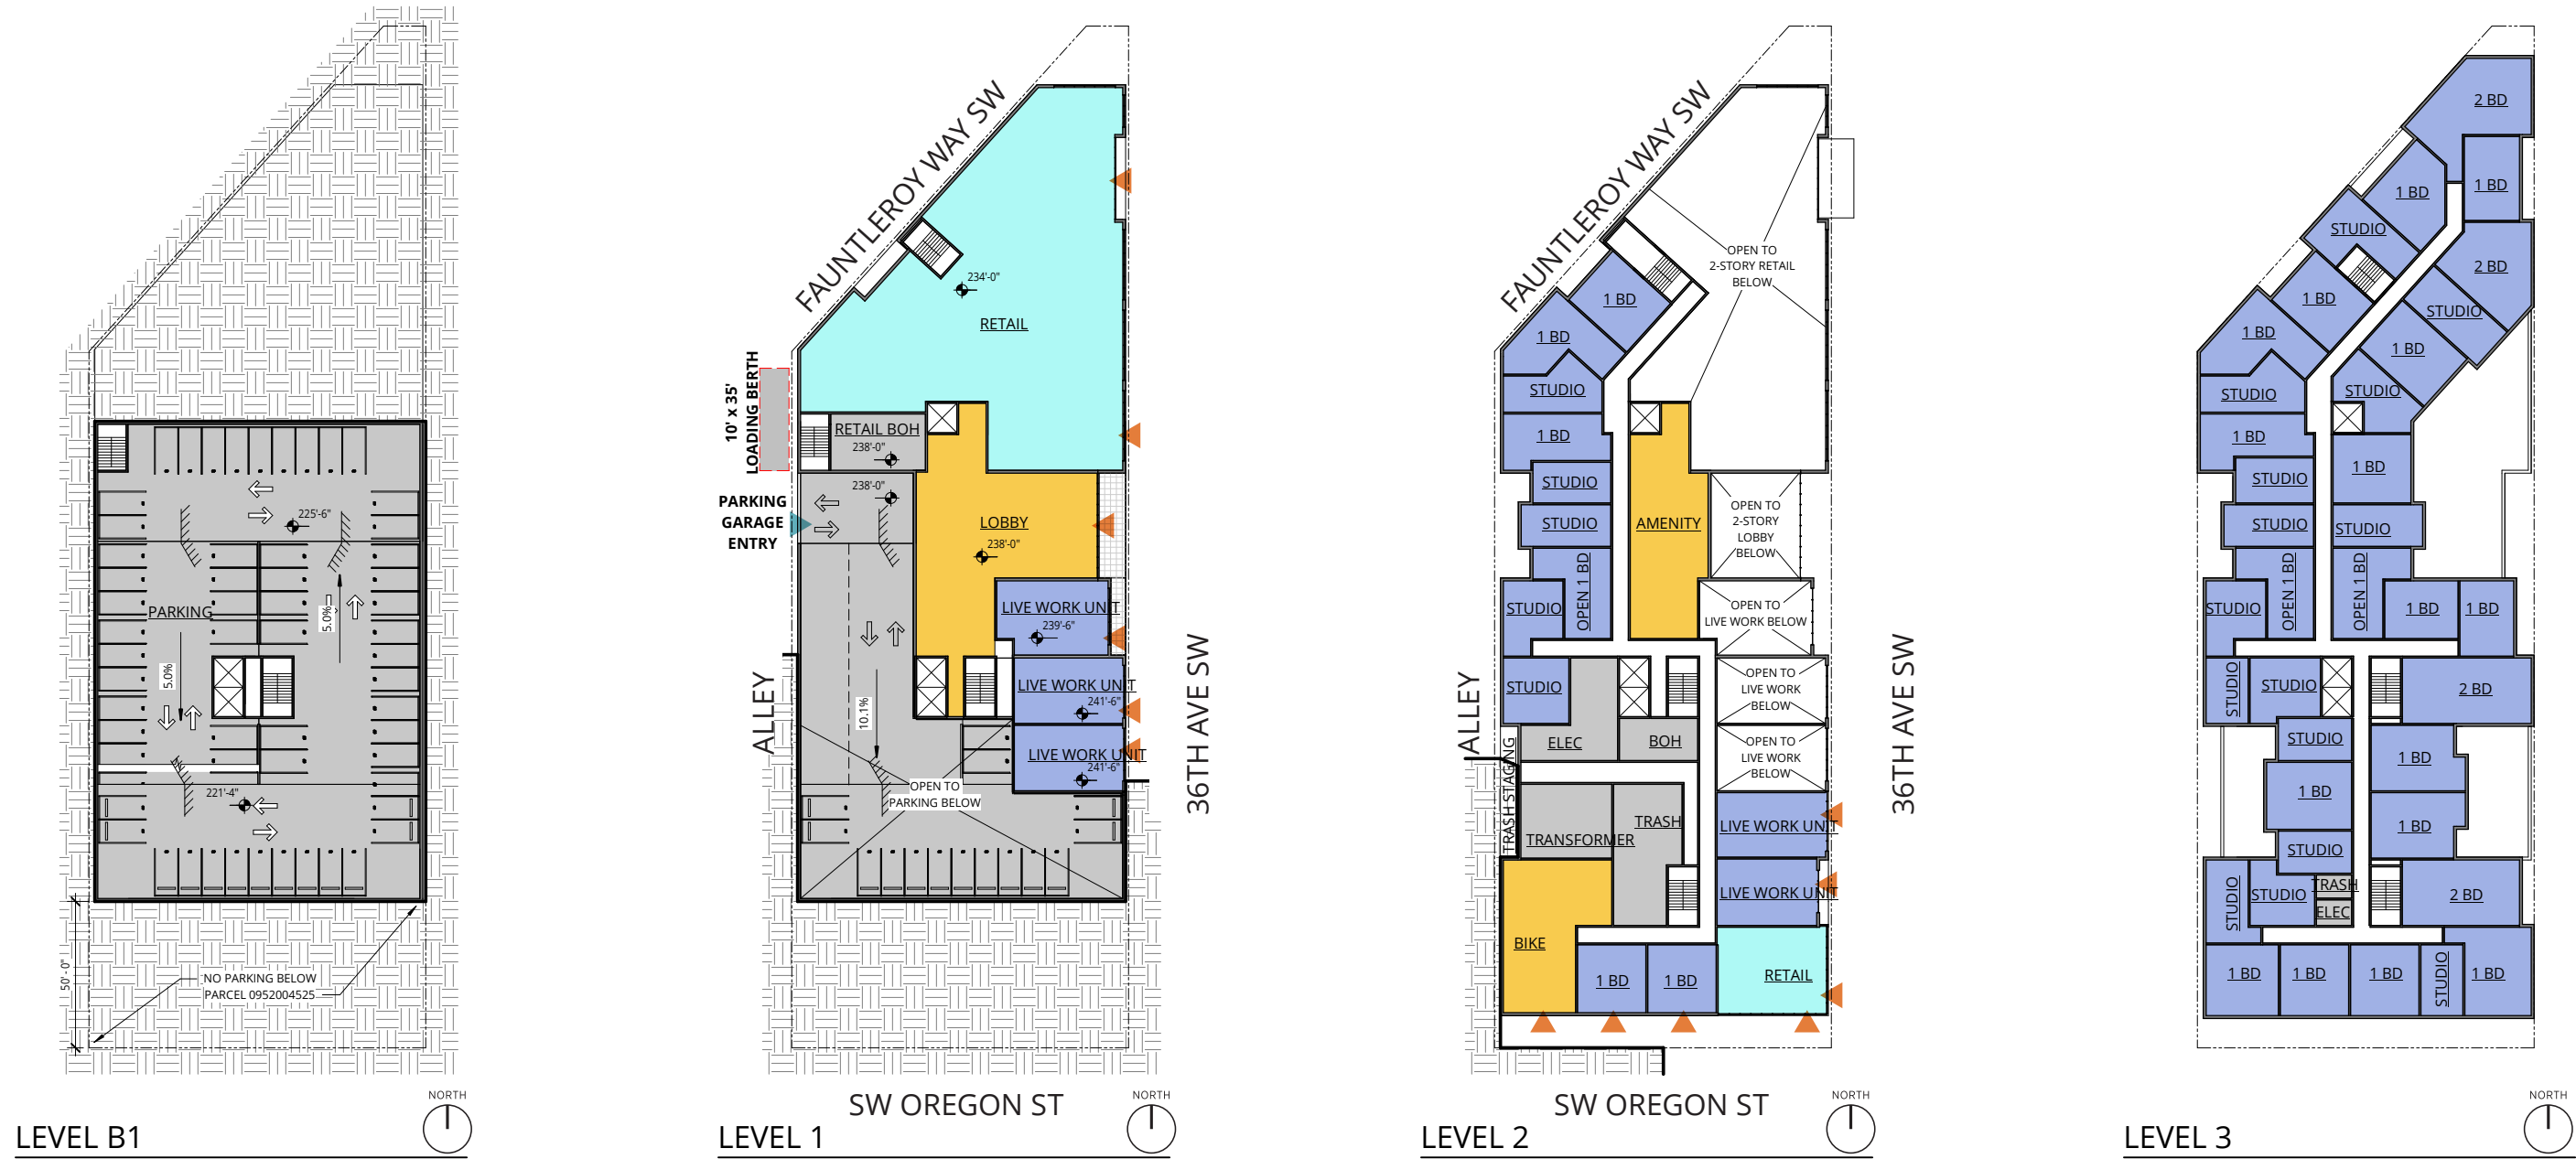 225'-6"
PARKING
5.0%
5.0%
221'-4"
50' - 0"
NO PARKING BELOW
PARCEL 0952004525
NORTH
LEVEL B1
FAUNTLEROY WAY SW
234'-0"
RETAIL
10' x 35'
LOADING BERTH
RETAIL BOH
238'-0"
238'-0"
PARKING
GARAGE
ENTRY
LOBBY
238'-0"
LIVE WORK UNIT
239'-6"
LIVE WORK UNIT
241'-6"
LIVE WORK UNIT
241'-6"
10.1%
ALLEY
36TH AVE SW
OPEN TO
PARKING BELOW
SW OREGON ST
NORTH
LEVEL 1
FAUNTLEROY WAY SW
OPEN TO
2-STORY RETAIL
BELOW
1 BD
1 BD
STUDIO
1 BD
STUDIO
STUDIO
AMENITY
OPEN TO
2-STORY
LOBBY
BELOW
OPEN 1 BD
STUDIO
OPEN TO
LIVE WORK BELOW
STUDIO
OPEN TO
LIVE WORK
BELOW
ELEC
BOH
OPEN TO
LIVE WORK
BELOW
ALLEY
36TH AVE SW
TRASH STAGING
TRANSFORMER
TRASH
LIVE WORK UNIT
LIVE WORK UNIT
BIKE
1 BD
1 BD
RETAIL
SW OREGON ST
NORTH
LEVEL 2
2 BD
1 BD
1 BD
STUDIO
2 BD
1 BD
STUDIO
1 BD
1 BD
STUDIO
STUDIO
1 BD
1 BD
STUDIO
STUDIO
STUDIO
OPEN 1 BD
OPEN 1 BD
STUDIO
1 BD
1 BD
STUDIO
STUDIO
2 BD
STUDIO
1 BD
1 BD
1 BD
STUDIO
STUDIO
STUDIO
TRASH
ELEC
2 BD
1 BD
1 BD
1 BD
STUDIO
1 BD
NORTH
LEVEL 3